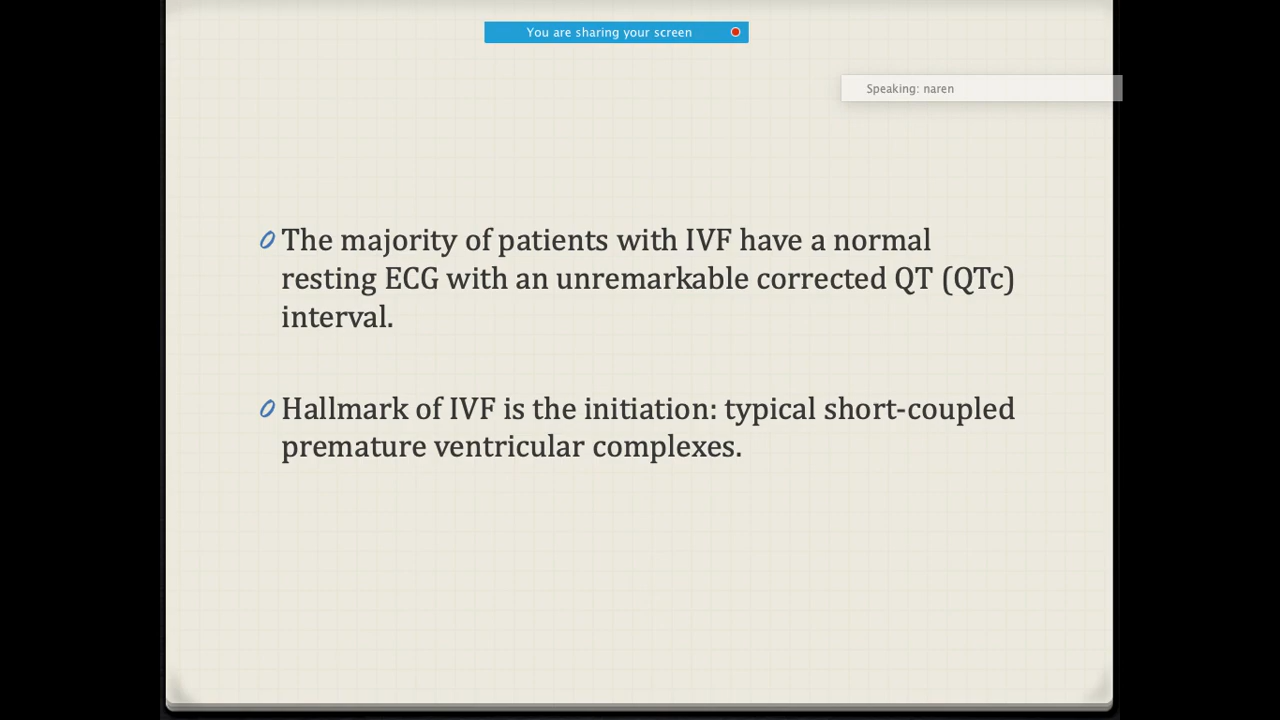 You are sharing your screen
Speaking: naren
The majority of patients with IVF have a normal
resting ECG with an unremarkable corrected QT (QTc)
interval.
Hallmark of IVF is the initiation: typical short-coupled
premature ventricular complexes.